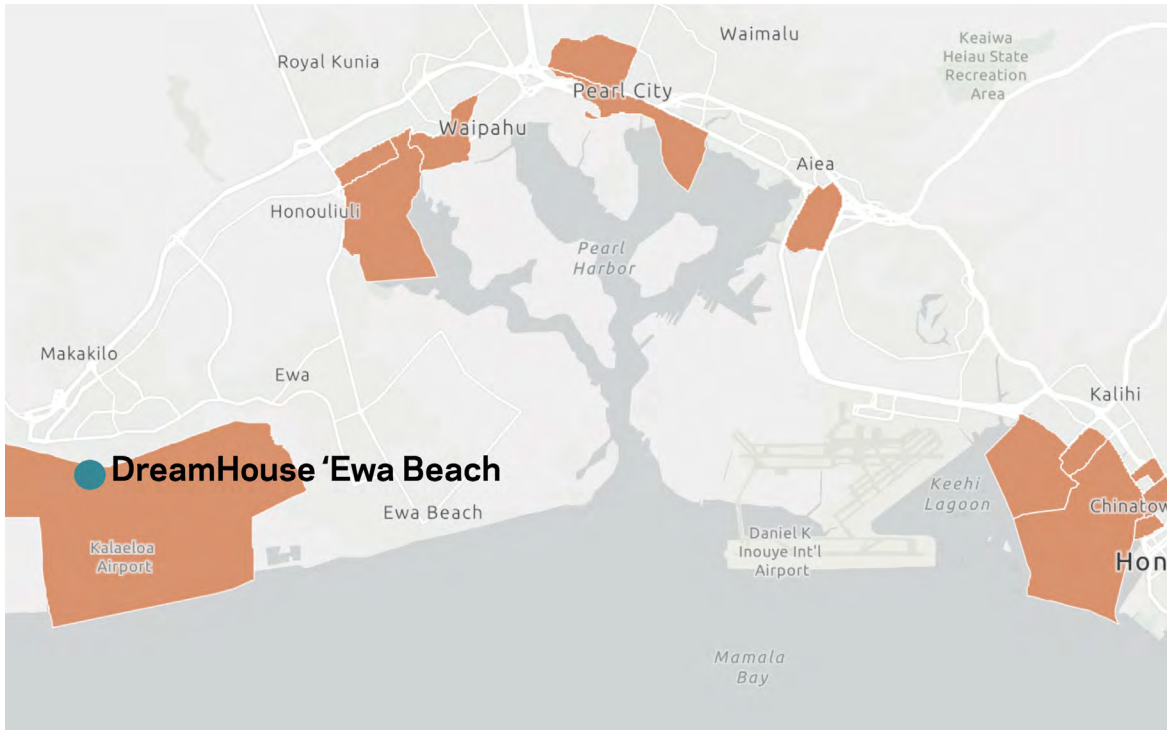 Waimalu
Keaiwa
Heiau State
Recreation
Area
Royal Kunia
Pearl City
Waipahu
Aiea
Honouliuli
Pearl
Harbor
Makakilo
Ewa
Kalihi
DreamHouse ‘Ewa Beach
Keehi
Lagoon
Ewa Beach
Chinatow
Daniel K
Inouye Int'l
Airport
Kalaeloa
Airport
Hon
Mamala
Bay